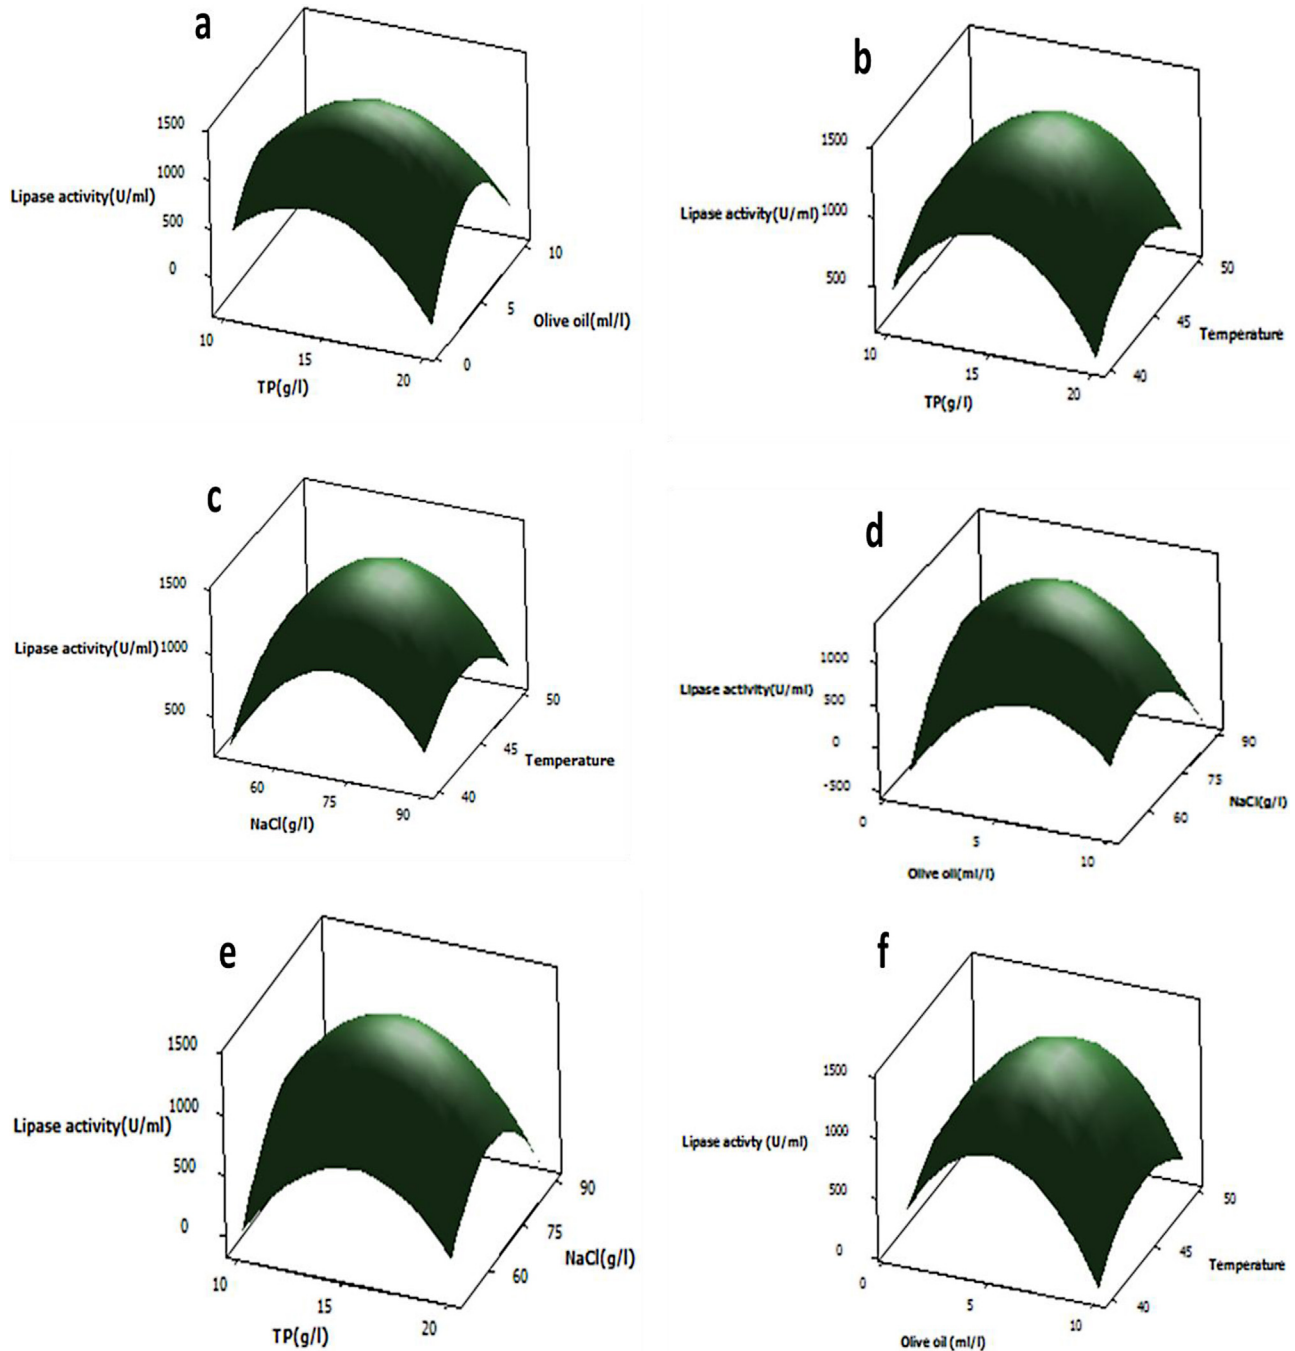 a
1500
1000
Lipase activity(U/ml)
500
0
10
15
20
TP(g/l)
0
5
10
Olive oil(ml/l)
b
1500
Lipase activity(U/ml)
1000
500
10
15
20
TP(g/l)
40
45
50
Temperature
c
1500
Lipase activity(U/ml)
1000
500
60
75
90
NaCl(g/l)
40
45
50
Temperature
d
1000
Lipase activity(U/ml)
500
0
-500
0
5
10
Olive oil(ml/l)
60
75
90
NaCl(g/l)
e
1500
1000
Lipase activity(U/ml)
500
0
10
15
20
TP(g/l)
60
75
90
NaCl(g/l)
f
1500
1000
Lipase activty (U/ml)
500
0
0
5
10
Olive oil (ml/l)
40
45
50
Temperature